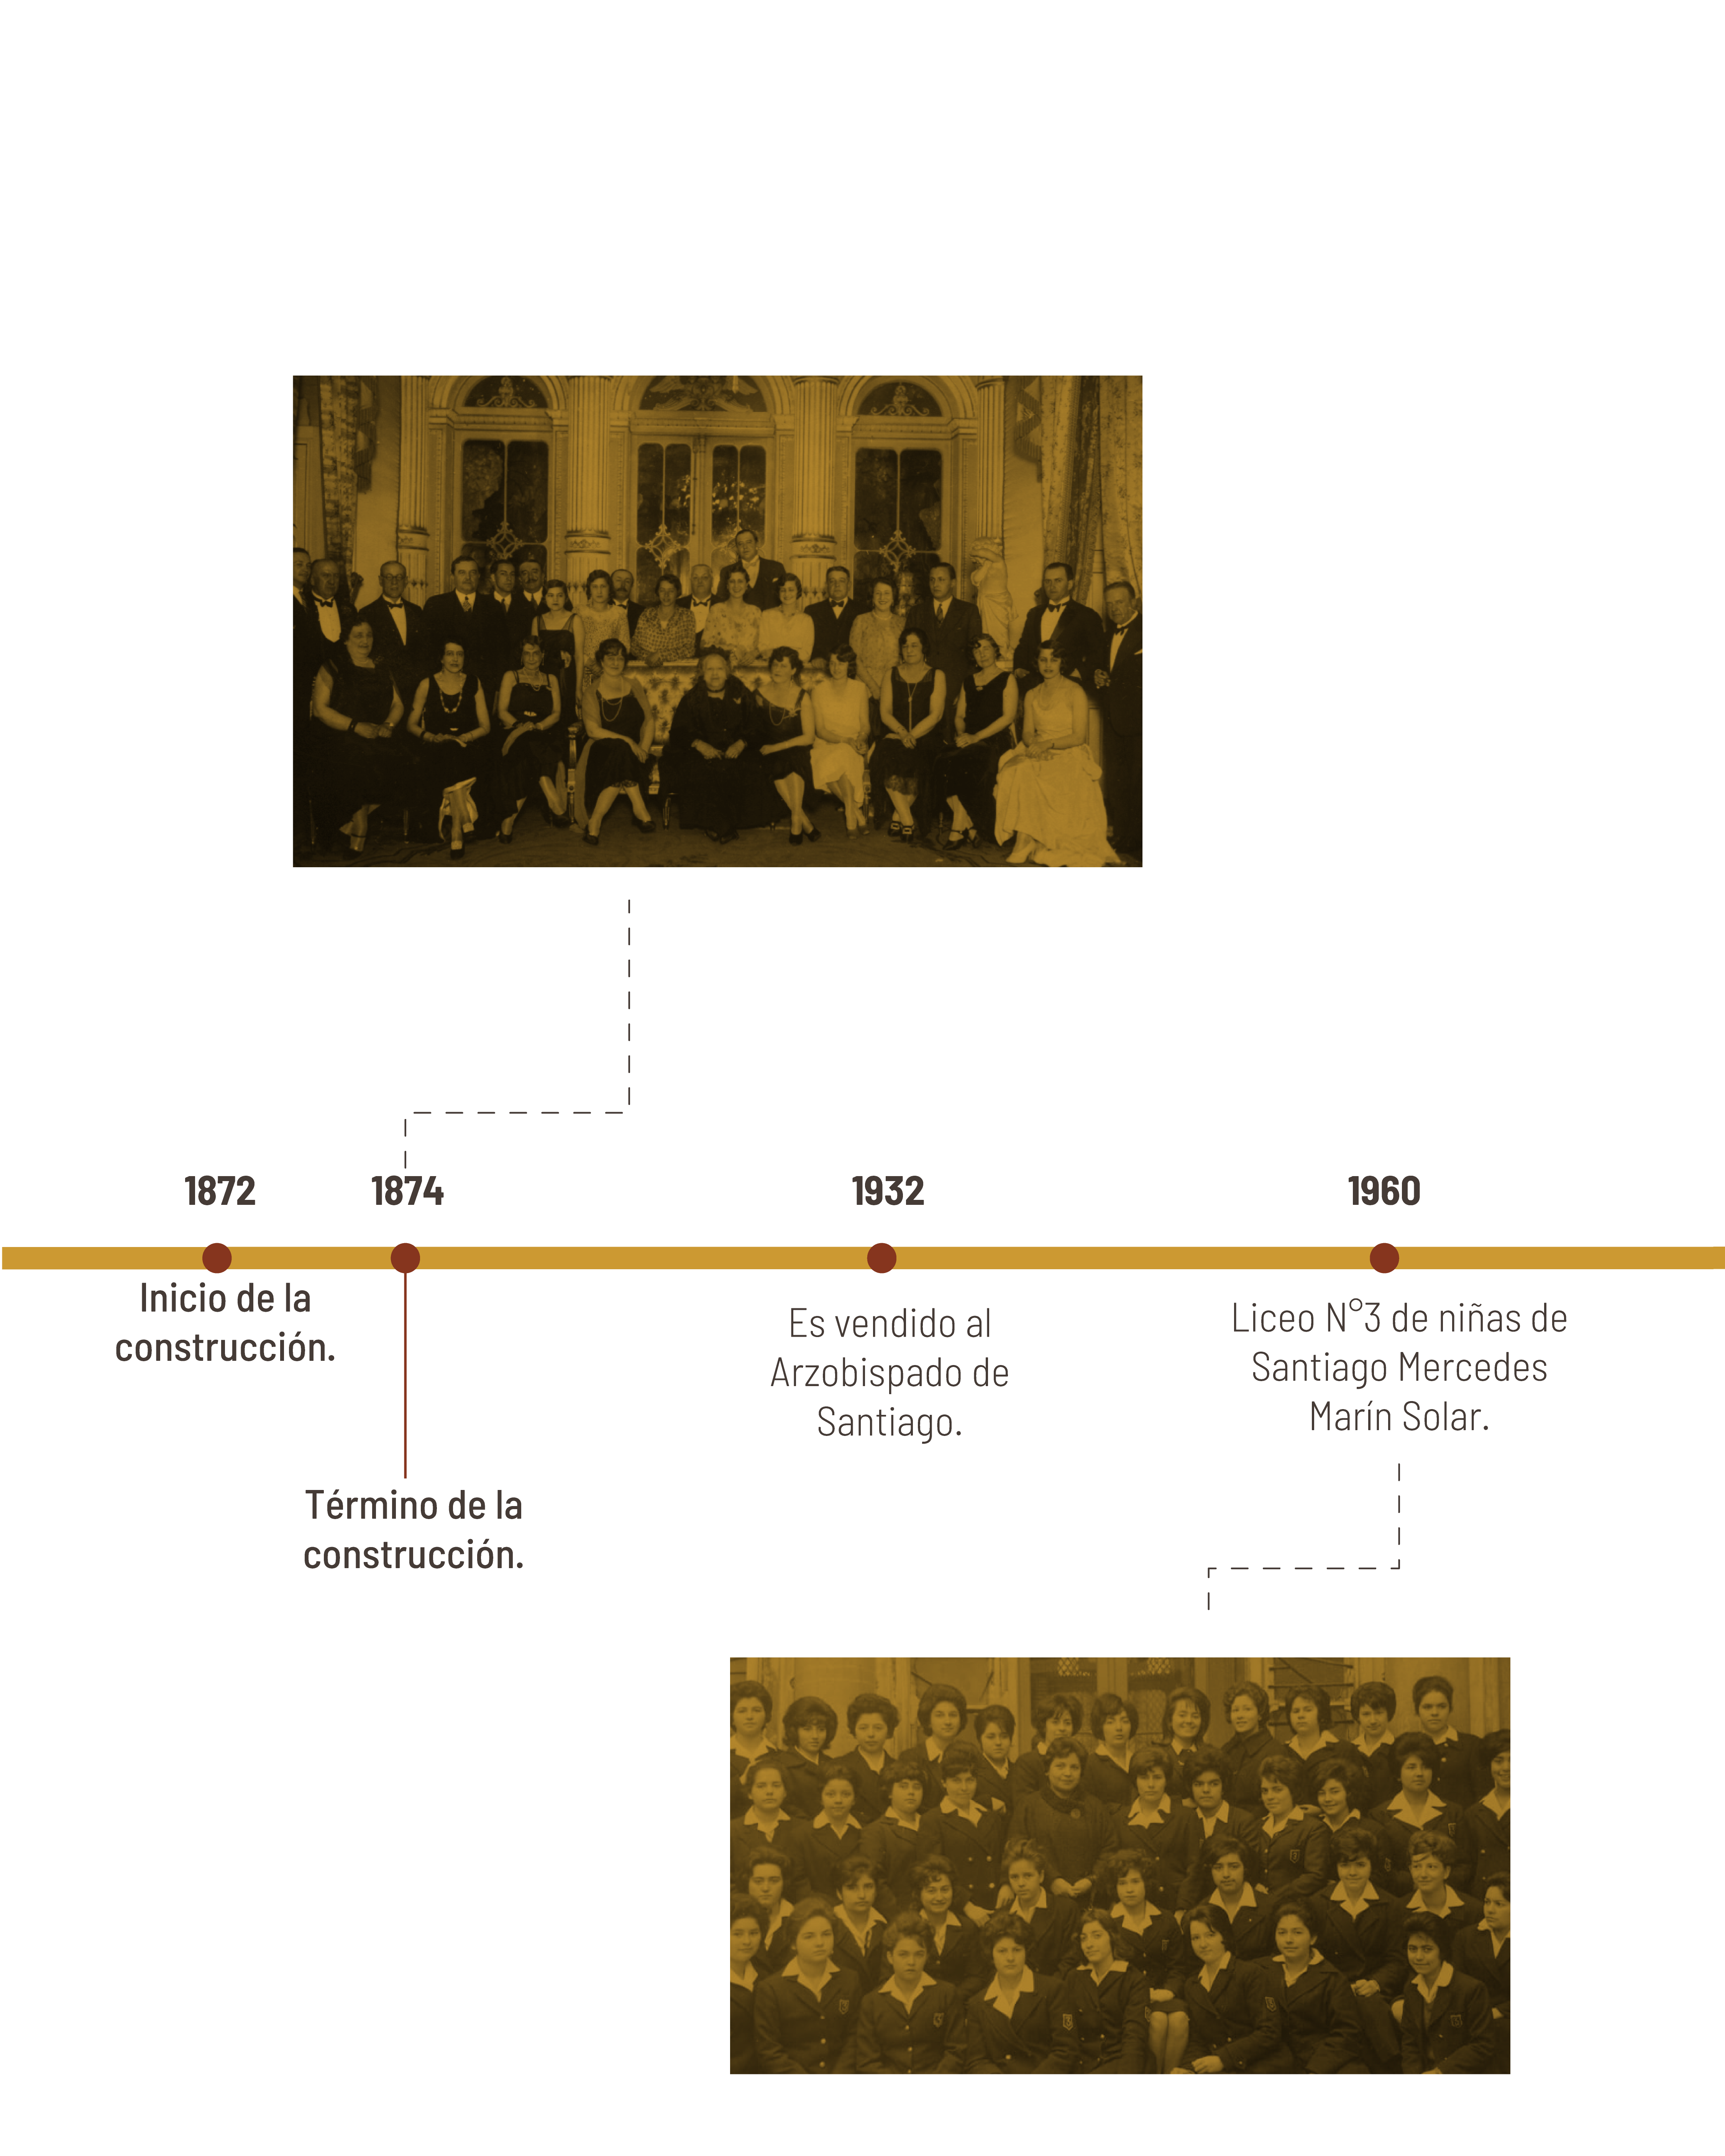 1872
1874
1932
1960
Inicio de la
construcción.
Término de la
construcción.
Es vendido al
Arzobispado de
Santiago.
Liceo N°3 de niñas de
Santiago Mercedes
Marín Solar.